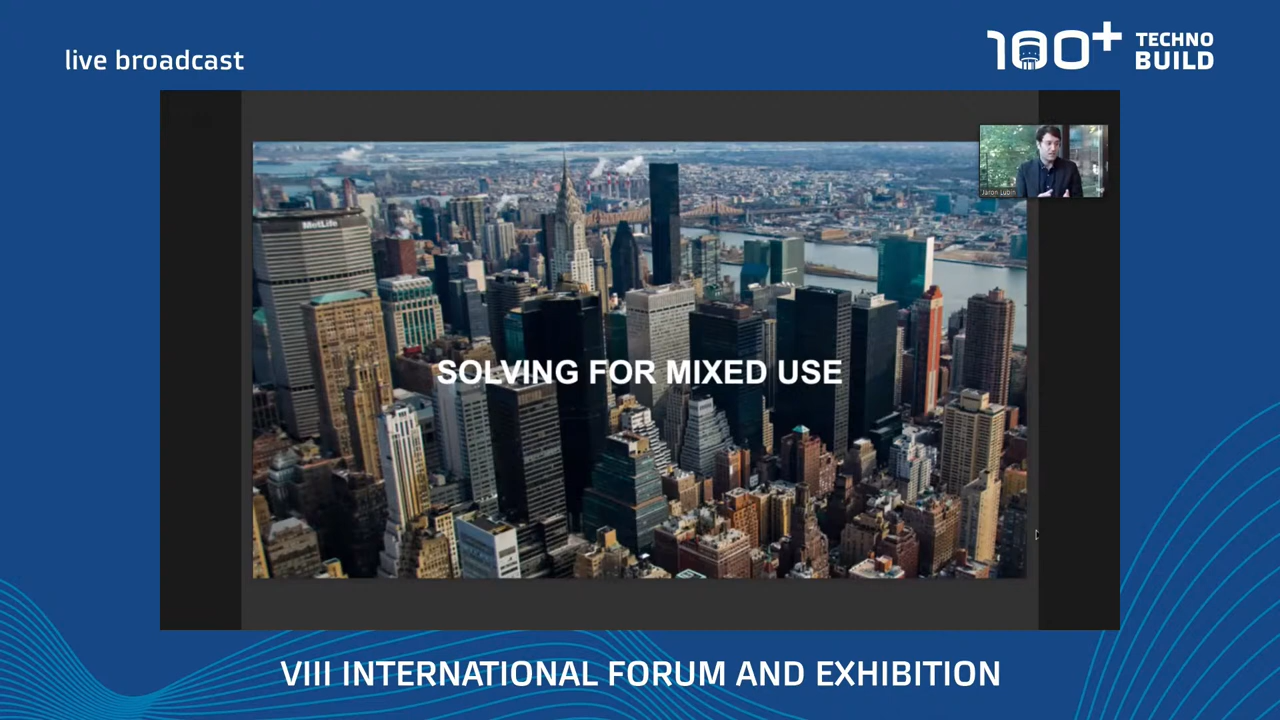 live broadcast
100+ TECHNO
BUILD
MetLife
Jaron Lubin
SOLVING FOR MIXED USE
VIII INTERNATIONAL FORUM AND EXHIBITION